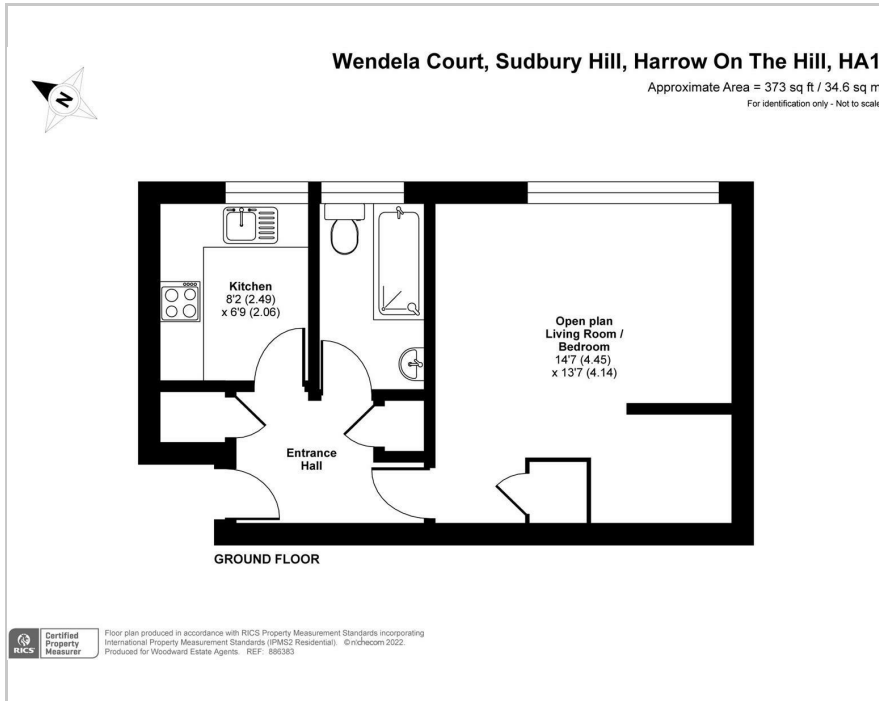 Wendela Court, Sudbury Hill, Harrow On The Hill, HA1
Approximate Area = 373 sq ft / 34.6 sq m
For identification only - Not to scale
N
Kitchen
8'2 (2.49)
x 6'9 (2.06)
Open plan
Living Room /
Bedroom
14'7 (4.45)
x 13'7 (4.14)
Entrance
Hall
GROUND FLOOR
RICS
Certified
Property
Measurer
Floor plan produced in accordance with RICS Property Measurement Standards incorporating
International Property Measurement Standards (IPMS2 Residential). © nichecom 2022.
Produced for Woodward Estate Agents. REF: 886383